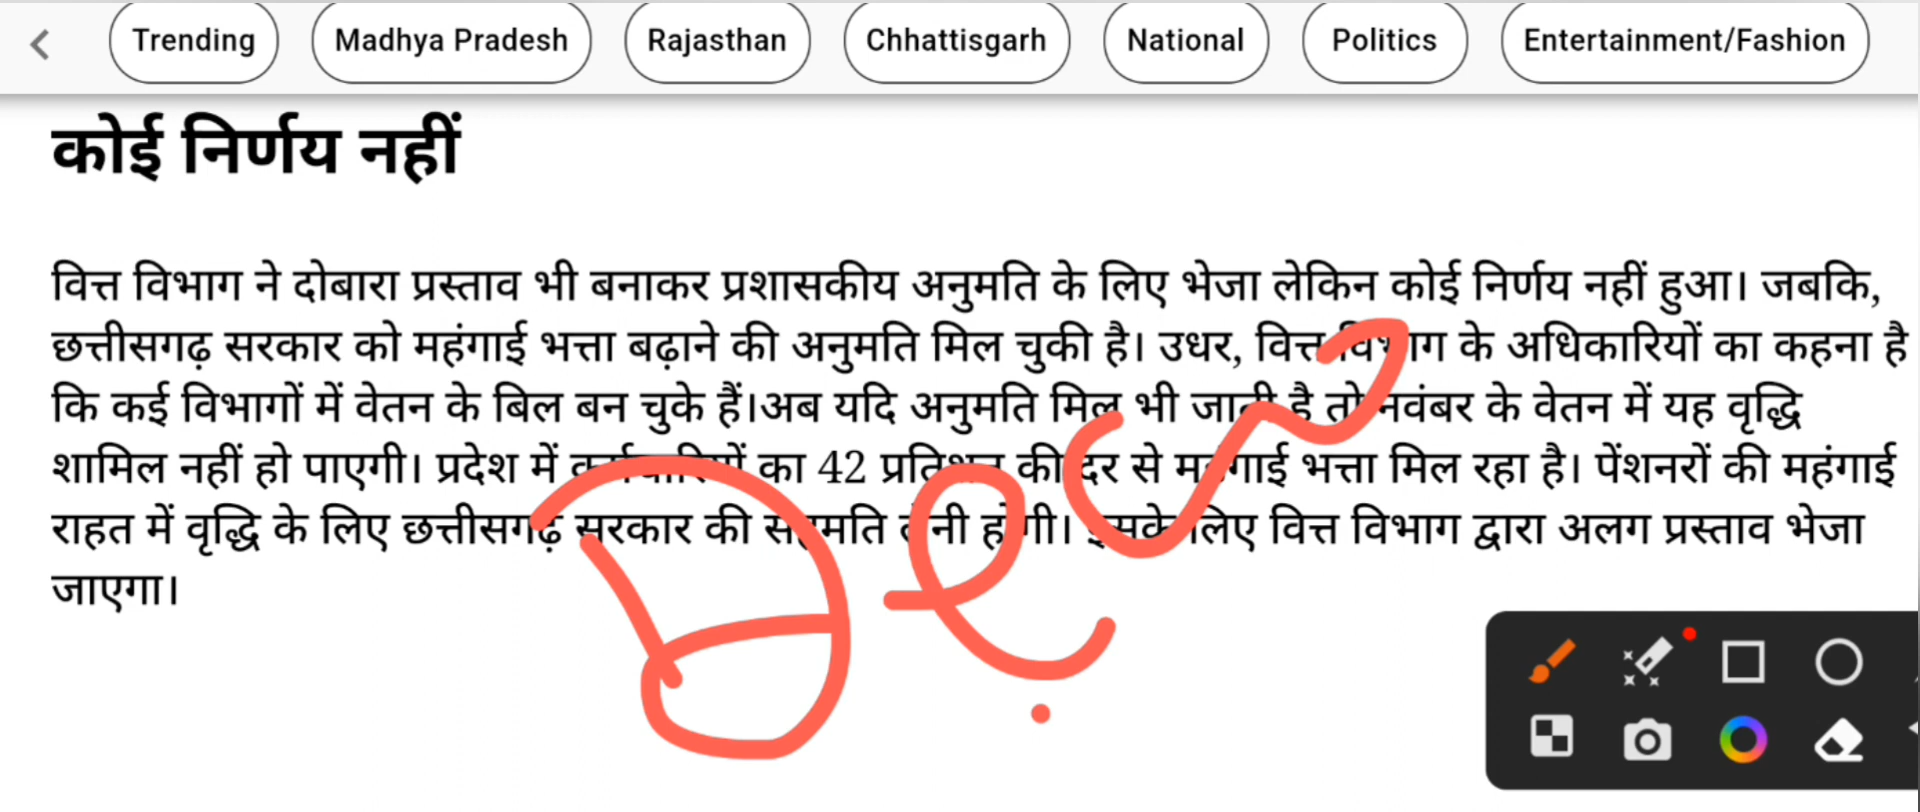 Trending Madhya Pradesh Rajasthan Chhattisgarh National Politics Entertainment/Fashion
कोई निर्णय नहीं
वित्त विभाग ने दोबारा प्रस्ताव भी बनाकर प्रशासकीय अनुमति के लिए भेजा लेकिन कोई निर्णय नहीं हुआ। जबकि,
छत्तीसगढ़ सरकार को महंगाई भत्ता बढ़ाने की अनुमति मिल चुकी है। उधर, वित्त विभाग के अधिकारियों का कहना है
कि कई विभागों में वेतन के बिल बन चुके हैं।अब यदि अनुमति मिल भी जाती है तो नवंबर के वेतन में यह वृद्धि
शामिल नहीं हो पाएगी। प्रदेश में कर्मचारियों का 42 प्रतिशत की दर से महंगाई भत्ता मिल रहा है। पेंशनरों की महंगाई
राहत में वृद्धि के लिए छत्तीसगढ़ सरकार की सहमति लेनी होगी। इसके लिए वित्त विभाग द्वारा अलग प्रस्ताव भेजा
जाएगा।
Dec